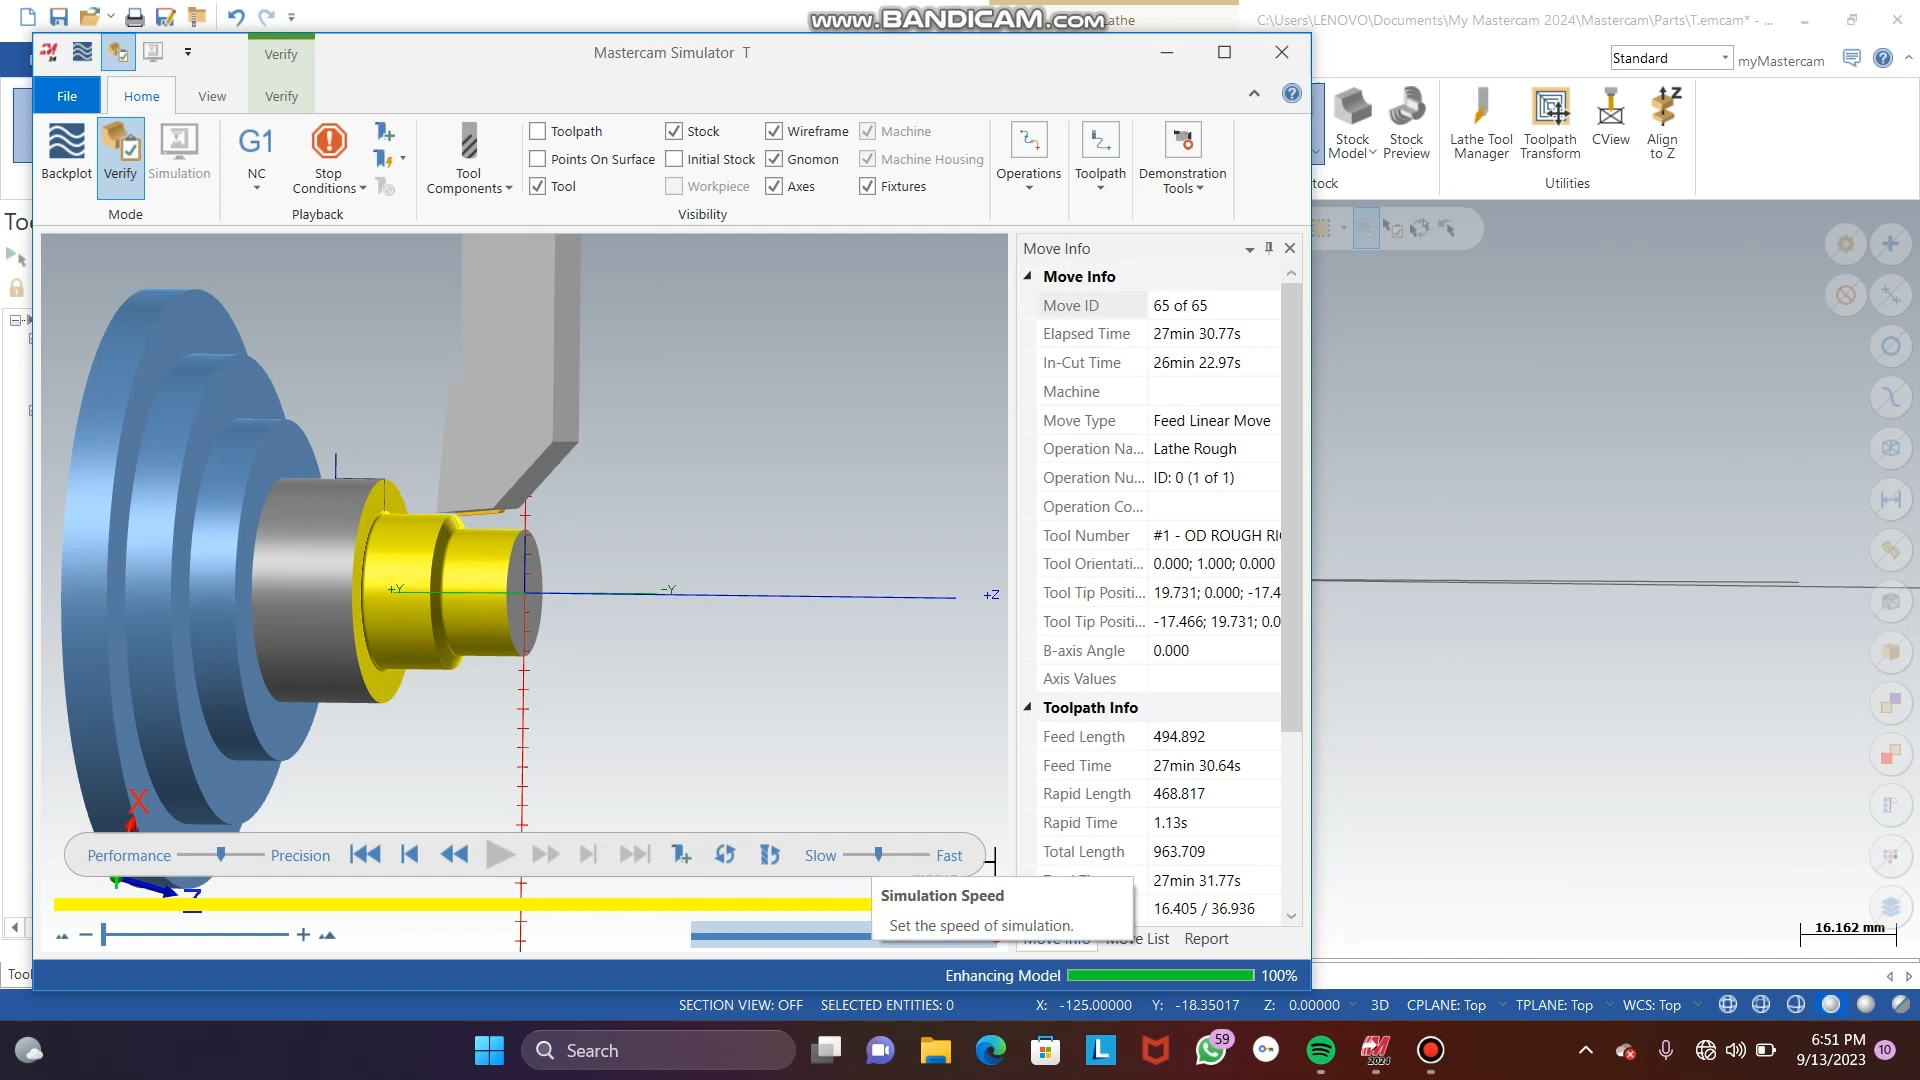 www.BANDICAM.com
athe
C:\Users\LENOVO\Documents\My Mastercam 2024\Mastercam\Parts\T.emcam* - ...
Verify
Mastercam Simulator T
Standard
myMastercam
File
Home
View
Verify
Backplot
Verify
Simulation
Mode
G1
NC
Stop
Conditions
Playback
Tool
Components
Toolpath
Points On Surface
Tool
Stock
Initial Stock
Workpiece
Wireframe
Gnomon
Axes
Machine
Machine Housing
Fixtures
Visibility
Operations
Toolpath
Demonstration
Tools
Stock
Model
Stock
Preview
tock
Lathe Tool
Manager
Toolpath
Transform
CView
Z
Align
to Z
Utilities
Too
Move Info
Move Info
Move ID 65 of 65
Elapsed Time 27min 30.77s
In-Cut Time 26min 22.97s
Machine
Move Type Feed Linear Move
Operation Na... Lathe Rough
Operation Nu... ID: 0 (1 of 1)
Operation Co...
Tool Number #1 - OD ROUGH RI
Tool Orientati... 0.000; 1.000; 0.000
Tool Tip Positi... 19.731; 0.000; -17.4
Tool Tip Positi... -17.466; 19.731; 0.0
B-axis Angle 0.000
Axis Values
Toolpath Info
Feed Length 494.892
Feed Time 27min 30.64s
Rapid Length 468.817
Rapid Time 1.13s
Total Length 963.709
27min 31.77s
16.405 / 36.936
+Y
-Y
+Z
X
Z
Performance
Precision
Slow
Fast
Simulation Speed
Set the speed of simulation.
Move Info
Move List
Report
16.162 mm
Enhancing Model
100%
Tool
SECTION VIEW: OFF
SELECTED ENTITIES: 0
X: -125.00000
Y: -18.35017
Z: 0.00000
3D
CPLANE: Top
TPLANE: Top
WCS: Top
Search
L
59
2024
6:51 PM
9/13/2023
10